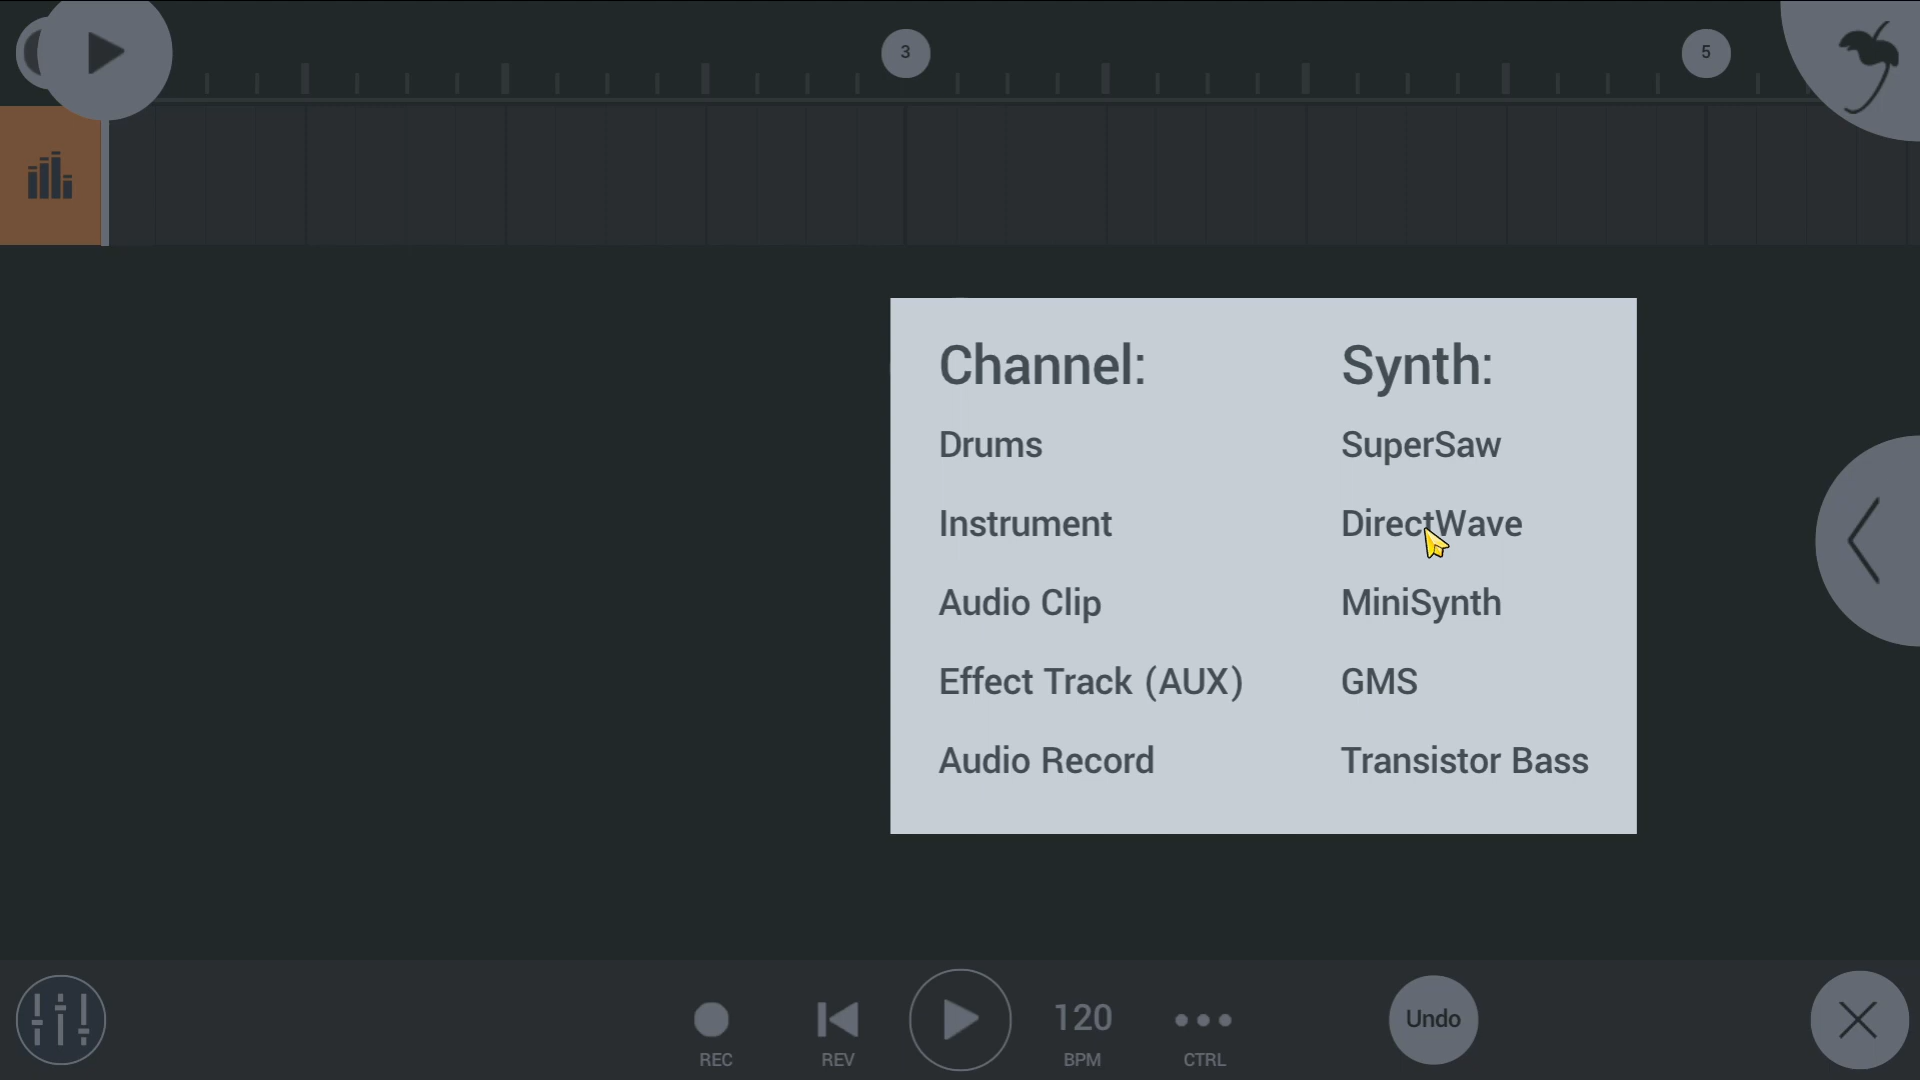 3
5
Channel:
Synth:
Drums
SuperSaw
Instrument
DirectWave
Audio Clip
MiniSynth
Effect Track (AUX)
GMS
Audio Record
Transistor Bass
120
Undo
REC
REV
BPM
CTRL